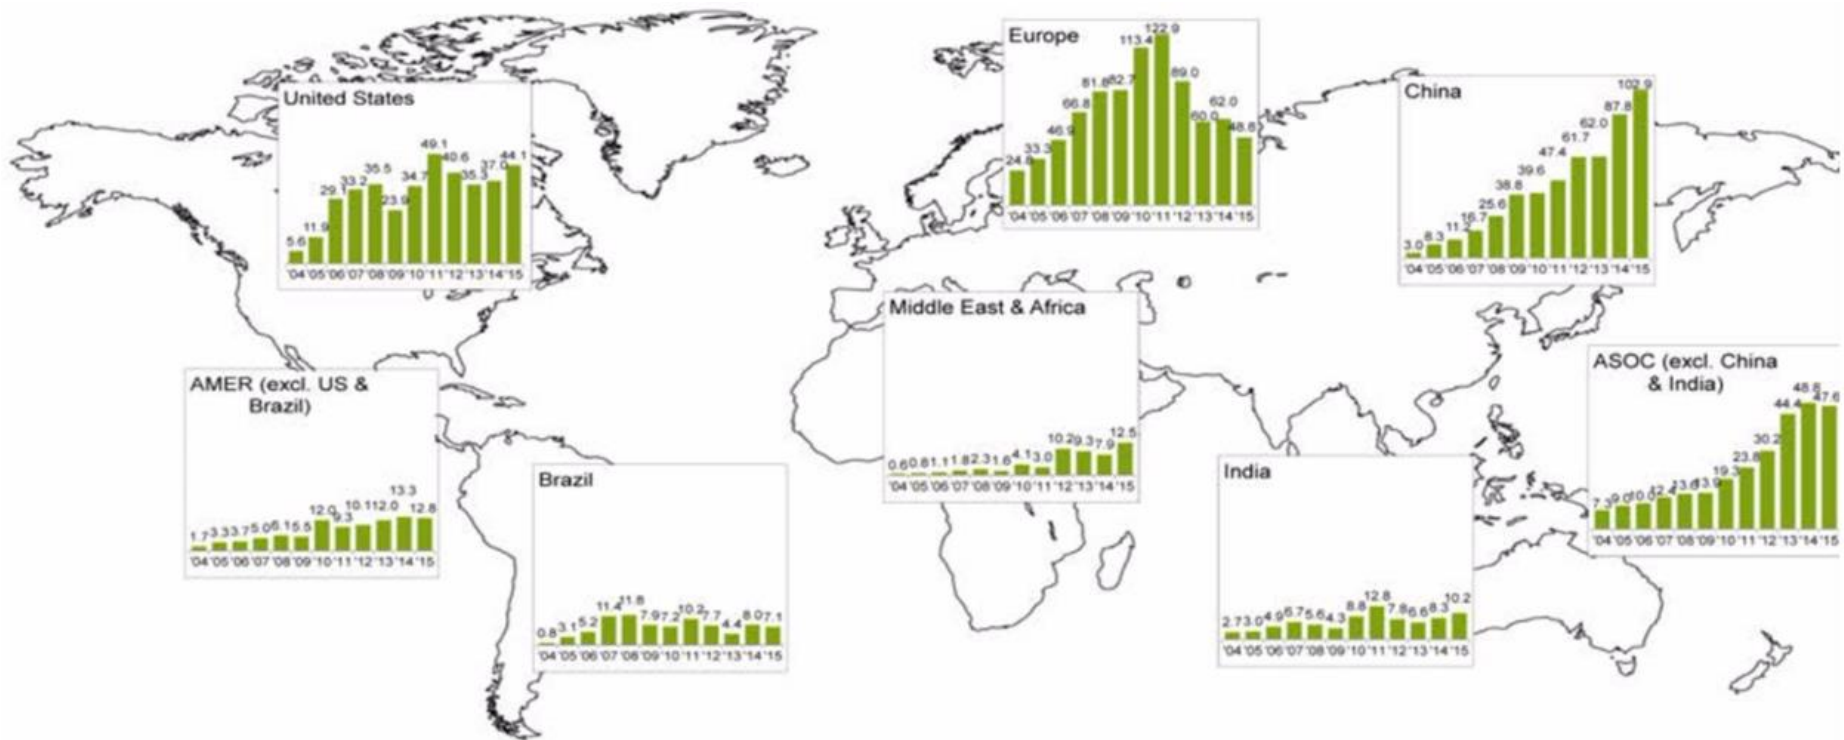 United States
5.6 11.9 29.1 33.2 35.5 23.9 34.7 49.1 40.6 35.3 37.0 44.1
'04 '05 '06 '07 '08 '09 '10 '11 '12 '13 '14 '15
Europe
24.8 33.3 46.9 66.8 81.8 82.7 113.4 122.9 89.0 60.0 62.0 48.8
'04 '05 '06 '07 '08 '09 '10 '11 '12 '13 '14 '15
China
3.0 8.3 11.2 16.7 25.6 38.8 39.6 47.4 61.7 62.0 87.8 102.9
'04 '05 '06 '07 '08 '09 '10 '11 '12 '13 '14 '15
Middle East & Africa
0.6 0.8 1.1 1.8 2.3 1.6 4.1 3.0 10.2 9.3 7.9 12.5
'04 '05 '06 '07 '08 '09 '10 '11 '12 '13 '14 '15
AMER (excl. US &
Brazil)
1.7 3.3 3.7 5.0 6.1 5.5 12.0 9.3 10.1 12.0 13.3 12.8
'04 '05 '06 '07 '08 '09 '10 '11 '12 '13 '14 '15
ASOC (excl. China
& India)
7.3 9.0 10.0 12.4 13.6 13.9 19.3 23.8 30.2 44.4 48.8 47.6
'04 '05 '06 '07 '08 '09 '10 '11 '12 '13 '14 '15
Brazil
0.8 3.1 5.2 11.4 11.8 7.9 7.2 10.2 7.7 4.4 8.0 7.1
'04 '05 '06 '07 '08 '09 '10 '11 '12 '13 '14 '15
India
2.7 3.0 4.9 6.7 5.6 4.3 8.8 12.8 7.8 6.6 8.3 10.2
'04 '05 '06 '07 '08 '09 '10 '11 '12 '13 '14 '15